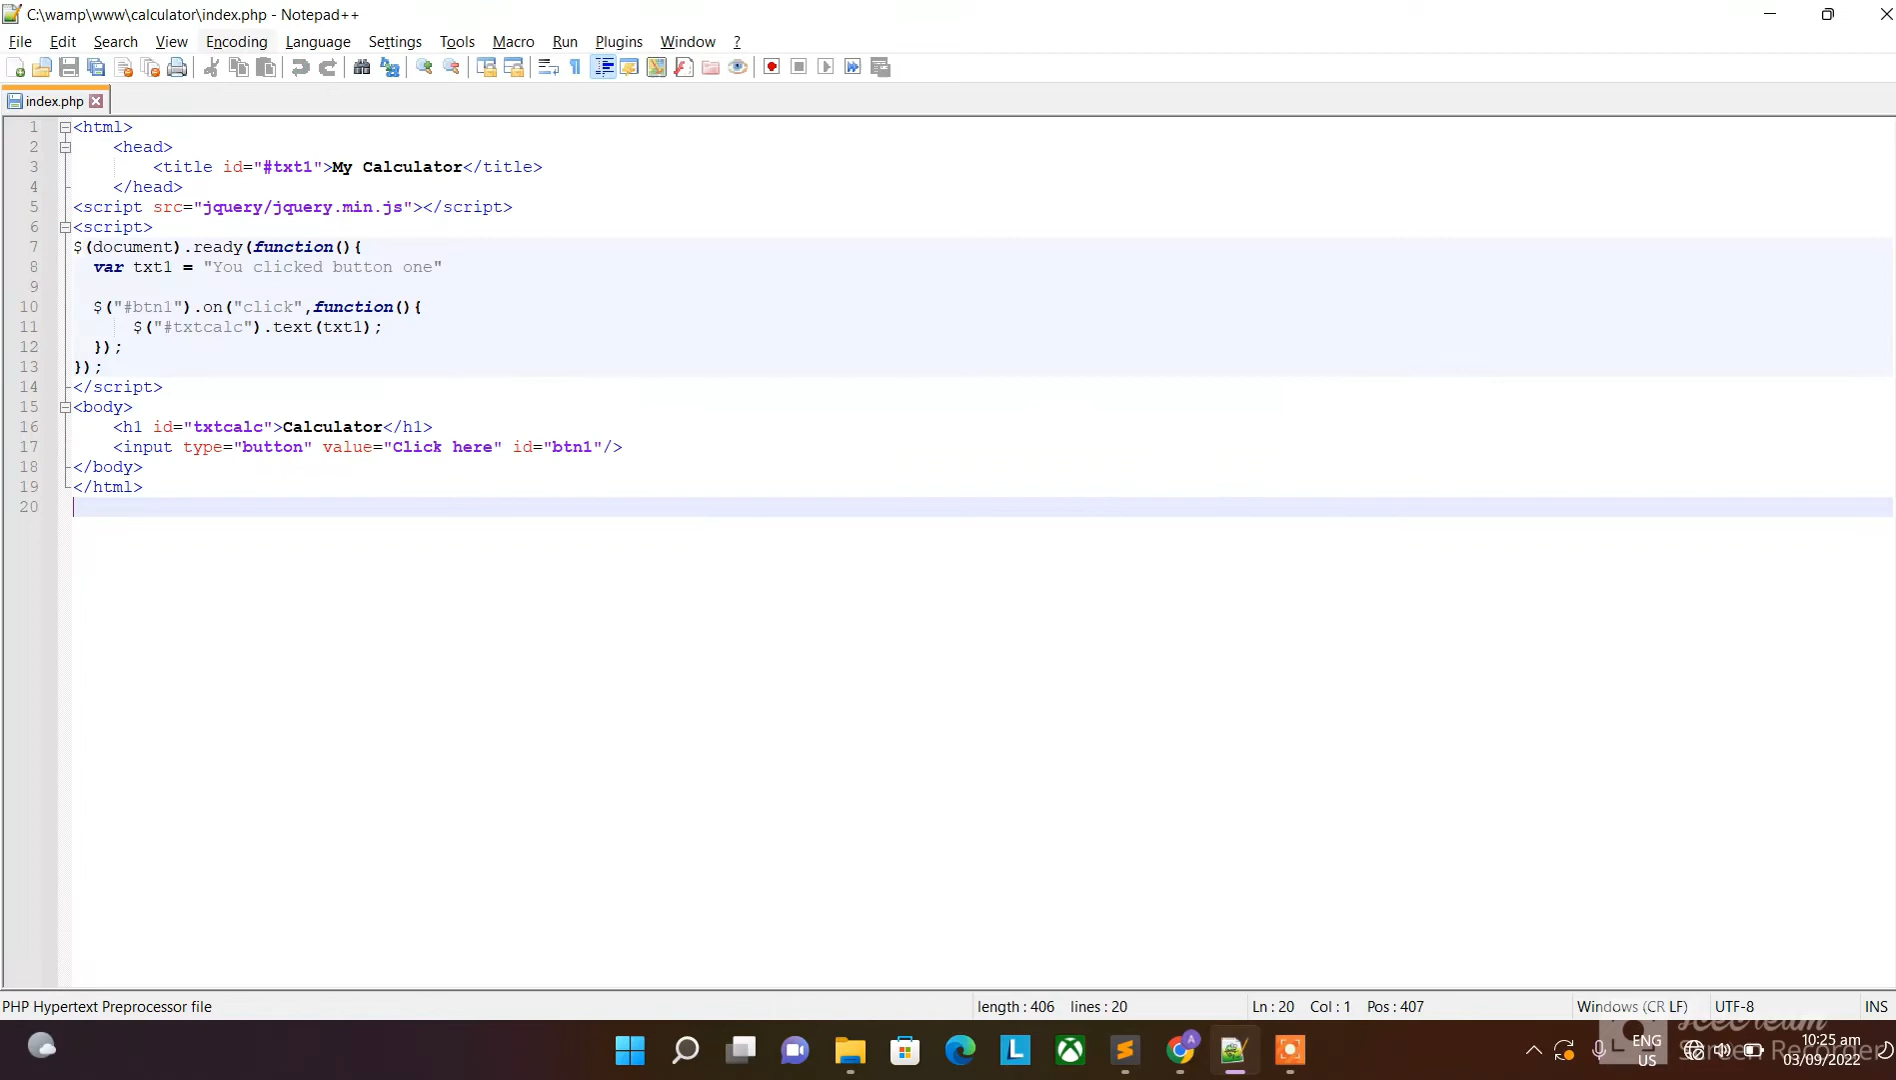 C:\wamp\www\calculator\index.php - Notepad++
File Edit Search View Encoding Language Settings Tools Macro Run Plugins Window ?
index.php
1 <html>
2 <head>
3 <title id="#txt1">My Calculator</title>
4 </head>
5 <script src="jquery/jquery.min.js"></script>
6 <script>
7 $(document).ready(function(){
8 var txt1 = "You clicked button one"
9
10 $("#btn1").on("click",function(){
11 $("#txtcalc").text(txt1);
12 });
13 });
14 </script>
15 <body>
16 <h1 id="txtcalc">Calculator</h1>
17 <input type="button" value="Click here" id="btn1"/>
18 </body>
19 </html>
20
PHP Hypertext Preprocessor file length : 406 lines : 20 Ln : 20 Col : 1 Pos : 407 Windows (CR LF) UTF-8 INS
Icecream
Screen Recorder
ENG
US
10:25 am
03/09/2022